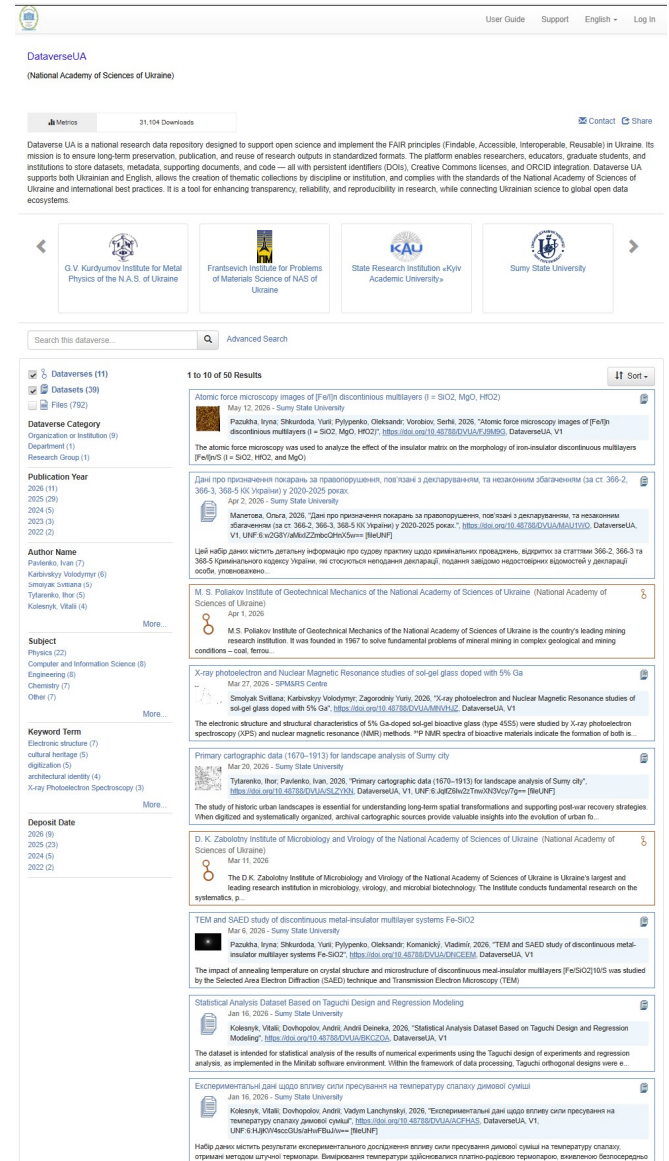 User Guide Support English Log In
DataverseUA
(National Academy of Sciences of Ukraine)
Metrics 31,104 Downloads Contact Share
Dataverse UA is a national research data repository designed to support open science and implement the FAIR principles (Findable, Accessible, Interoperable, Reusable) in Ukraine. Its
mission is to ensure long-term preservation, publication, and reuse of research outputs in standardized formats. The platform enables researchers, educators, graduate students, and
institutions to store datasets, metadata, supporting documents, and code — all with persistent identifiers (DOIs), Creative Commons licenses, and ORCID integration. Dataverse UA
supports both Ukrainian and English, allows the creation of thematic collections by discipline or institution, and complies with the standards of the National Academy of Sciences of
Ukraine and international best practices. It is a tool for enhancing transparency, reliability, and reproducibility in research, while connecting Ukrainian science to global open data
ecosystems.
G.V. Kurdyumov Institute for Metal
Physics of the N.A.S. of Ukraine
Frantsevich Institute for Problems
of Materials Science of NAS of
Ukraine
KAU
State Research Institution «Kyiv
Academic University»
Sumy State University
Search this dataverse...
Advanced Search
Dataverses (11)
Datasets (39)
Files (792)
Dataverse Category
Organization or Institution (9)
Department (1)
Research Group (1)
Publication Year
2026 (11)
2025 (29)
2024 (5)
2023 (3)
2022 (2)
Author Name
Pavlenko, Ivan (7)
Karbivskyy Volodymyr (6)
Smolyak Svitlana (5)
Tytarenko, Ihor (5)
Kolesnyk, Vitalii (4)
More...
Subject
Physics (22)
Computer and Information Science (8)
Engineering (8)
Chemistry (7)
Other (7)
More...
Keyword Term
Electronic structure (7)
cultural heritage (5)
digitization (5)
architectural identity (4)
X-ray Photoelectron Spectroscopy (3)
More...
Deposit Date
2026 (9)
2025 (23)
2024 (5)
2022 (2)
1 to 10 of 50 Results
Sort
Atomic force microscopy images of [Fe/I]n discontinuous multilayers (I = SiO2, MgO, HfO2)
May 12, 2026 - Sumy State University
Pazukha, Iryna; Shkurdoda, Yurii; Pylypenko, Oleksandr; Vorobiov, Serhii, 2026, "Atomic force microscopy images of [Fe/I]n
discontinious multilayers (I = SiO2, MgO, HfO2)", https://doi.org/10.48788/DVUA/FJ9M9G, DataverseUA, V1
The atomic force microscopy was used to analyze the effect of the insulator matrix on the morphology of iron-insulator discontinuous multilayers
[Fe/I]n/S (I = SiO2, HfO2, and MgO)
Дані про призначення покарань за правопорушення, пов'язані з декларуванням, та незаконним збагаченням (за ст. 366-2,
366-3, 368-5 КК України) у 2020-2025 роках.
Apr 2, 2026 - Sumy State University
Малетова, Ольга, 2026, "Дані про призначення покарань за правопорушення, пов'язані з декларуванням, та незаконним
збагаченням (за ст. 366-2, 366-3, 368-5 КК України) у 2020-2025 роках.", https://doi.org/10.48788/DVUA/MAU1WO, DataverseUA,
V1, [fileUNF]
Цей набір даних містить детальну інформацію про судову практику щодо кримінальних проваджень, відкритих за статтями 366-2, 366-3 та
368-5 Кримінального кодексу України, які стосуються неподання декларації, подання завідомо недостовірних відомостей у декларації
особи, уповноважено...
M. S. Poliakov Institute of Geotechnical Mechanics of the National Academy of Sciences of Ukraine (National Academy of
Sciences of Ukraine)
Apr 1, 2026
M.S. Poliakov Institute of Geotechnical Mechanics of the National Academy of Sciences of Ukraine is the country's leading mining
research institution. It was founded in 1967 to solve fundamental problems of mineral mining in complex geological and mining
conditions – coal, ferrou...
X-ray photoelectron and Nuclear Magnetic Resonance studies of sol-gel glass doped with 5% Ga
Mar 27, 2026 - SPM&RS Centre
Smolyak Svitlana; Karbivskyy Volodymyr; Zagorodniy Yuriy, 2026, "X-ray photoelectron and Nuclear Magnetic Resonance studies of
sol-gel glass doped with 5% Ga", https://doi.org/10.48788/DVUA/MNVHJZ, DataverseUA, V1
The electronic structure and structural characteristics of 5% Ga-doped sol-gel bioactive glass (type 45S5) were studied by X-ray photoelectron
spectroscopy (XPS) and nuclear magnetic resonance (NMR) methods. ³¹P NMR spectra of bioactive materials indicate the formation of both is...
Primary cartographic data (1670–1913) for landscape analysis of Sumy city
Mar 20, 2026 - Sumy State University
Tytarenko, Ihor; Pavlenko, Ivan, 2026, "Primary cartographic data (1670–1913) for landscape analysis of Sumy city",
https://doi.org/10.48788/DVUA/SLZYKN, DataverseUA, V1, [fileUNF]
The study of historic urban landscapes is essential for understanding long-term spatial transformations and supporting post-war recovery strategies.
When digitized and systematically organized, archival cartographic sources provide valuable insights into the evolution of urban fo...
D. K. Zabolotny Institute of Microbiology and Virology of the National Academy of Sciences of Ukraine (National Academy of
Sciences of Ukraine)
Mar 11, 2026
The D.K. Zabolotny Institute of Microbiology and Virology of the National Academy of Sciences of Ukraine is Ukraine's largest and
leading research institution in microbiology, virology, and microbial biotechnology. The Institute conducts fundamental research on the
systematics, p...
TEM and SAED study of discontinuous metal-insulator multilayer systems Fe-SiO2
Mar 6, 2026 - Sumy State University
Pazukha, Iryna; Shkurdoda, Yurii; Pylypenko, Oleksandr; Komanický, Vladimír, 2026, "TEM and SAED study of discontinuous metal-
insulator multilayer systems Fe-SiO2", https://doi.org/10.48788/DVUA/DNCEEM, DataverseUA, V1
The impact of annealing temperature on crystal structure and microstructure of discontinuous meal-insulator multilayers [Fe/SiO2]10/S was studied
by the Selected Area Electron Diffraction (SAED) technique and Transmission Electron Microscopy (TEM)
Statistical Analysis Dataset Based on Taguchi Design and Regression Modeling
Jan 16, 2026 - Sumy State University
Kolesnyk, Vitalii; Dovhopolov, Andrii; Andrii Deineka, 2026, "Statistical Analysis Dataset Based on Taguchi Design and Regression
Modeling", https://doi.org/10.48788/DVUA/BKCZOA, DataverseUA, V1
The dataset is intended for statistical analysis of the results of numerical experiments using the Taguchi design of experiments and regression
analysis, as implemented in the Minitab software environment. Within the framework of data processing, Taguchi orthogonal designs were e...
Експериментальні дані щодо впливу сили пресування на температуру спалаху димової суміші
Jan 16, 2026 - Sumy State University
Kolesnyk, Vitalii; Dovhopolov, Andrii; Vadym Lanchynskyi, 2026, "Експериментальні дані щодо впливу сили пресування на
температуру спалаху димової суміші", https://doi.org/10.48788/DVUA/ACFHAS, DataverseUA, V1,
[fileUNF]
Набір даних містить результати експериментального дослідження впливу сили пресування димової суміші на температуру спалаху,
отримані методом штучної термопари. Вимірювання температури здійснювалися платино-родієвою термопарою, вживленою безпосередньо